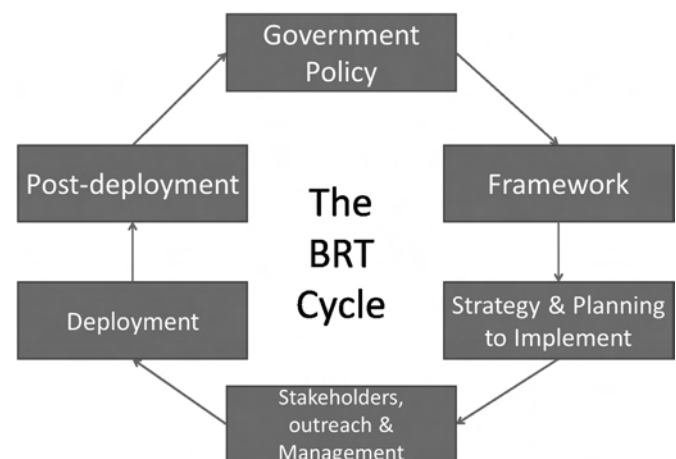 Government
Policy
Post-deployment
The
BRT
Cycle
Framework
Deployment
Strategy & Planning
to Implement
Stakeholders,
outreach &
Management